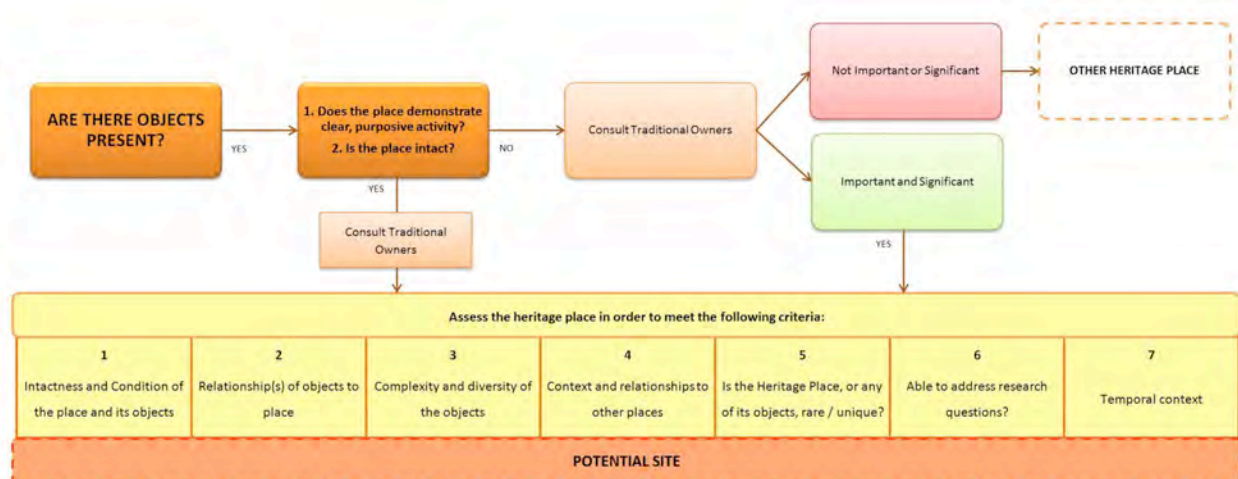 ARE THERE OBJECTS
PRESENT?
YES
1. Does the place demonstrate
clear, purposive activity?
2. Is the place intact?
NO
YES
Consult Traditional
Owners
Consult Traditional Owners
Not Important or Significant
OTHER HERITAGE PLACE
Important and Significant
YES
Assess the heritage place in order to meet the following criteria:
1
Intactness and Condition of
the place and its objects
2
Relationship(s) of objects to
place
3
Complexity and diversity of
the objects
4
Context and relationships to
other places
5
Is the Heritage Place, or any
of its objects, rare / unique?
6
Able to address research
questions?
7
Temporal context
POTENTIAL SITE